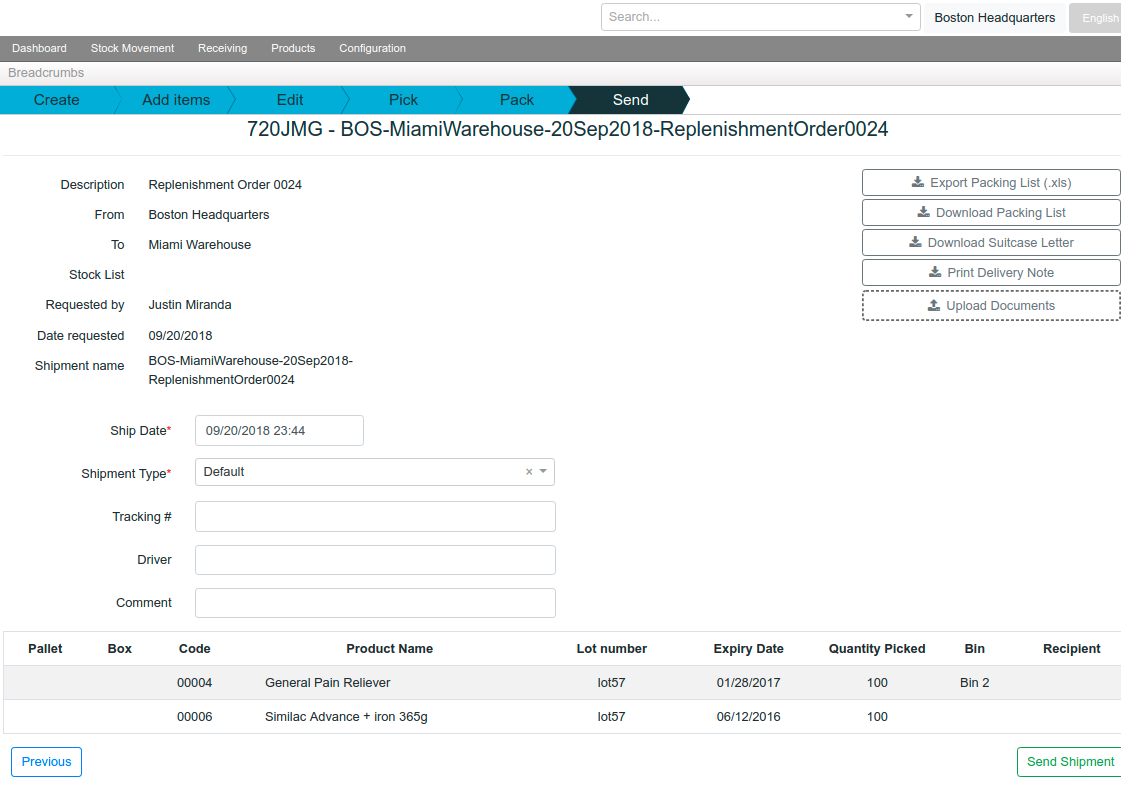 Search... Boston Headquarters English
Dashboard Stock Movement Receiving Products Configuration
Breadcrumbs
Create Add items Edit Pick Pack Send
720JMG - BOS-MiamiWarehouse-20Sep2018-ReplenishmentOrder0024
Description Replenishment Order 0024
From Boston Headquarters
To Miami Warehouse
Stock List
Requested by Justin Miranda
Date requested 09/20/2018
Shipment name BOS-MiamiWarehouse-20Sep2018-
ReplenishmentOrder0024
Export Packing List (.xls)
Download Packing List
Download Suitcase Letter
Print Delivery Note
Upload Documents
Ship Date* 09/20/2018 23:44
Shipment Type* Default × 
Tracking #
Driver
Comment
Pallet Box Code Product Name Lot number Expiry Date Quantity Picked Bin Recipient
00004 General Pain Reliever lot57 01/28/2017 100 Bin 2
00006 Similac Advance + iron 365g lot57 06/12/2016 100
Previous Send Shipment